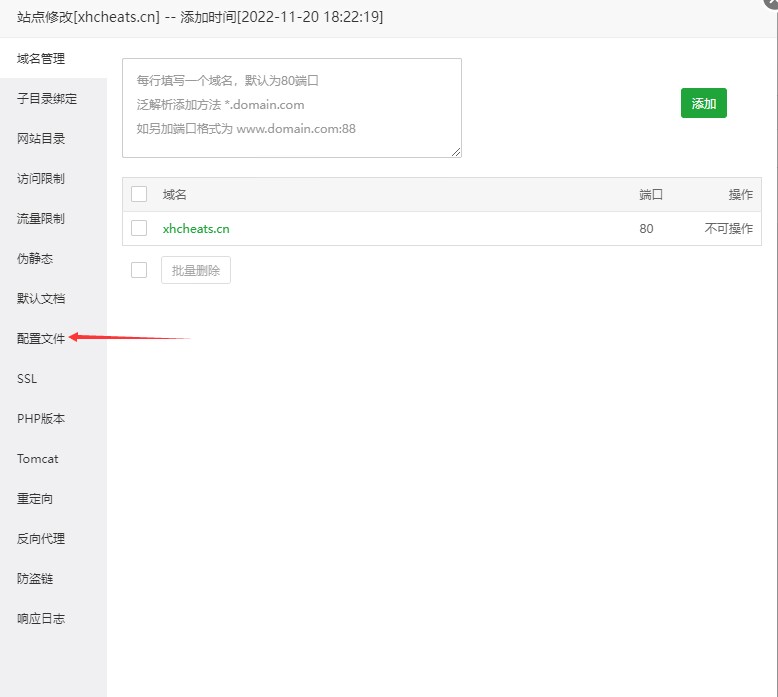 站点修改[xhcheats.cn] -- 添加时间[2022-11-20 18:22:19]
域名管理
子目录绑定
网站目录
访问限制
流量限制
伪静态
默认文档
配置文件
SSL
PHP版本
Tomcat
重定向
反向代理
防盗链
响应日志
每行填写一个域名，默认为80端口
泛解析添加方法 *.domain.com
如另加端口格式为 www.domain.com:88
添加
域名 端口 操作
xhcheats.cn 80 不可操作
批量删除